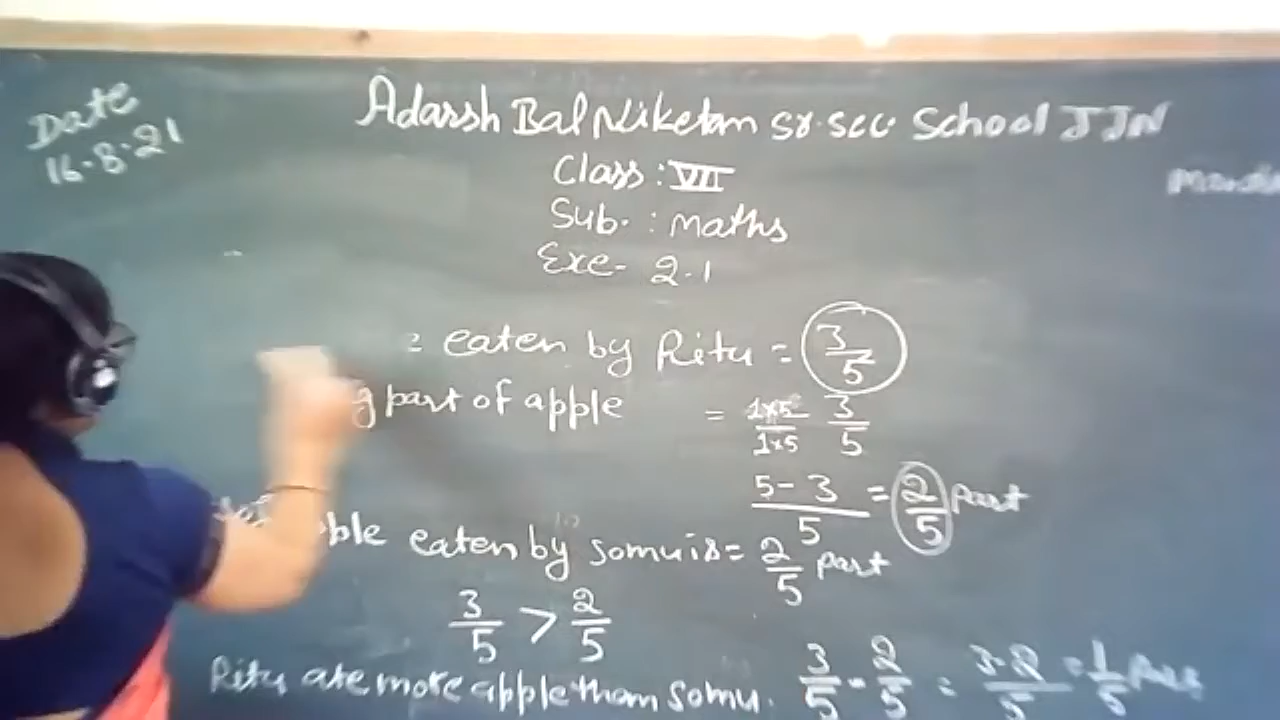 Date
16.8.21
Adarsh Bal Niketan Sr. Sec. School JJN
Class : VII
Sub. : maths
Exe- 2.1
= eaten by Ritu = 3/5
g part of apple = 1×5/1×5 3/5
5-3/5 = 2/5 part
ple eaten by somu is = 2/5 part
3/5 > 2/5
Ritu ate more apple than somu. 3/5 - 2/5 = 3-2/5 = 1/5 part